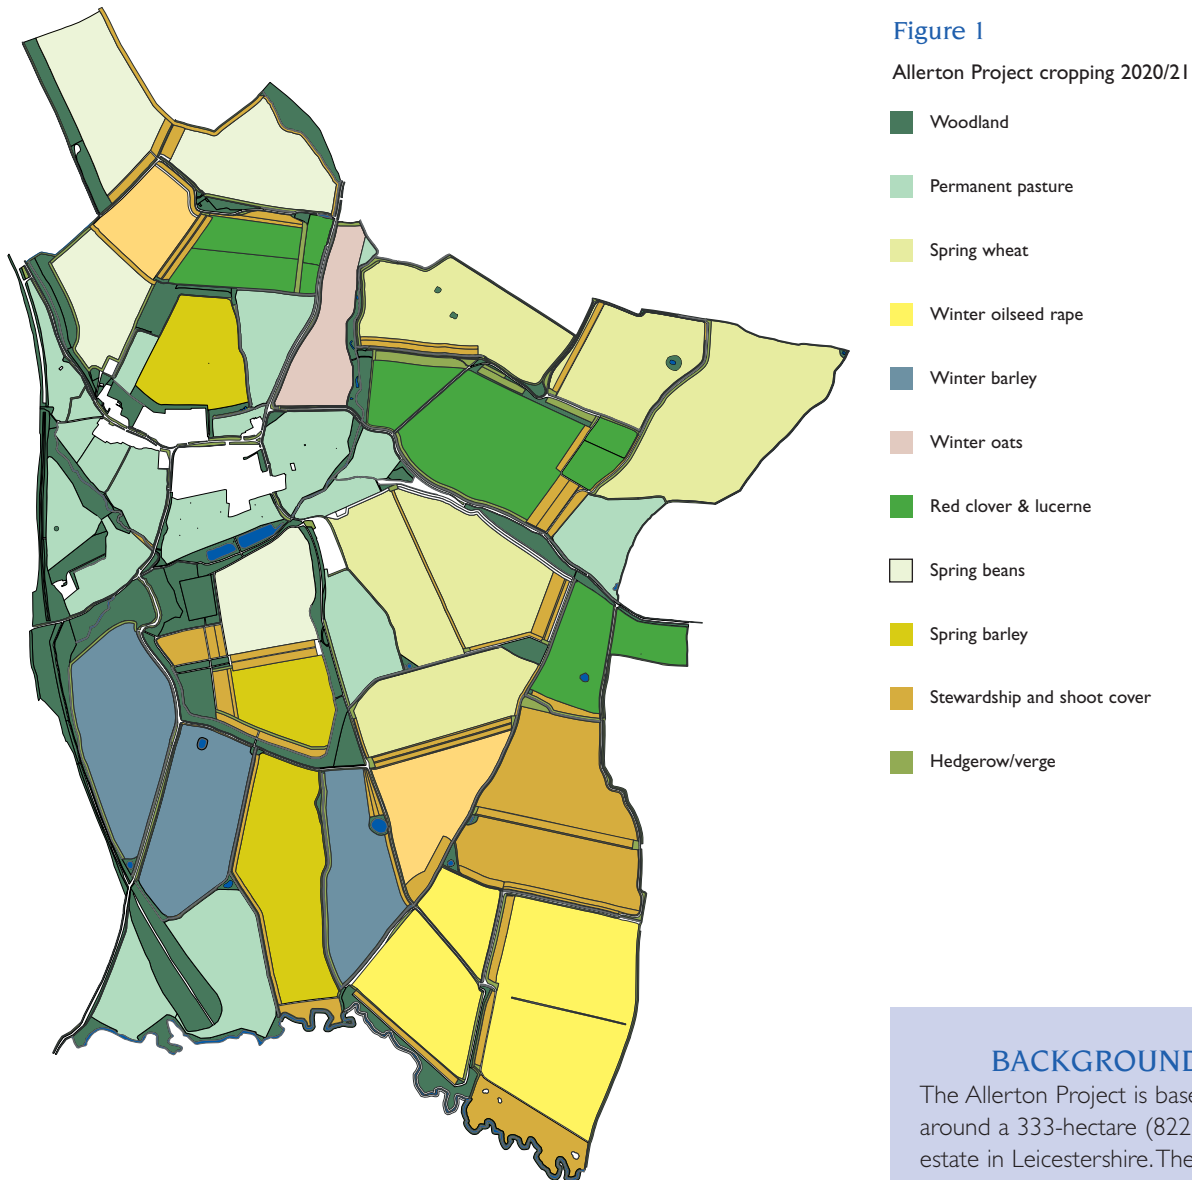 Figure 1
Allerton Project cropping 2020/21
Woodland
Permanent pasture
Spring wheat
Winter oilseed rape
Winter barley
Winter oats
Red clover & lucerne
Spring beans
Spring barley
Stewardship and shoot cover
Hedgerow/verge
BACKGROUND
The Allerton Project is base
around a 333-hectare (822
estate in Leicestershire. The